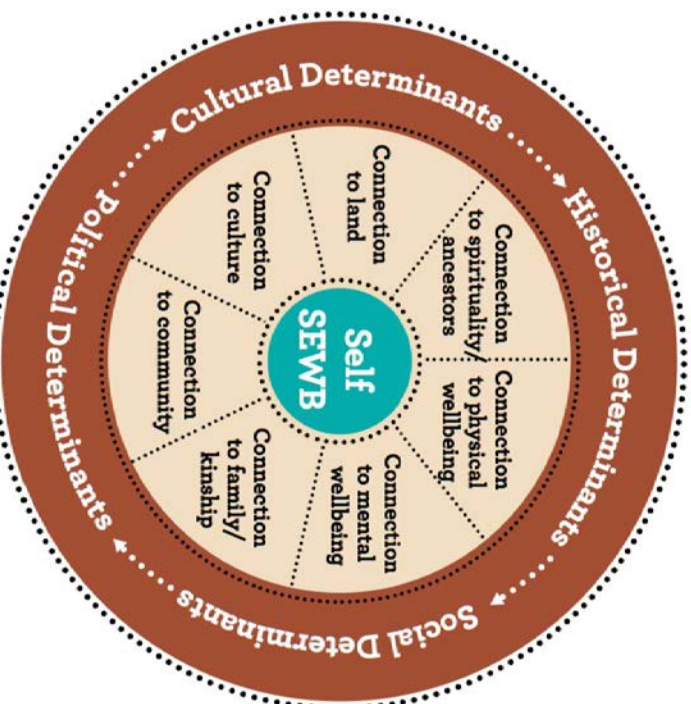 Cultural Determinants
Historical Determinants
Social Determinants
Political Determinants
Connection
to spirituality/
ancestors
Connection
to physical
wellbeing
Connection
to mental
wellbeing
Connection
to family/
kinship
Connection
to community
Connection
to culture
Connection
to land
Self
SEWB